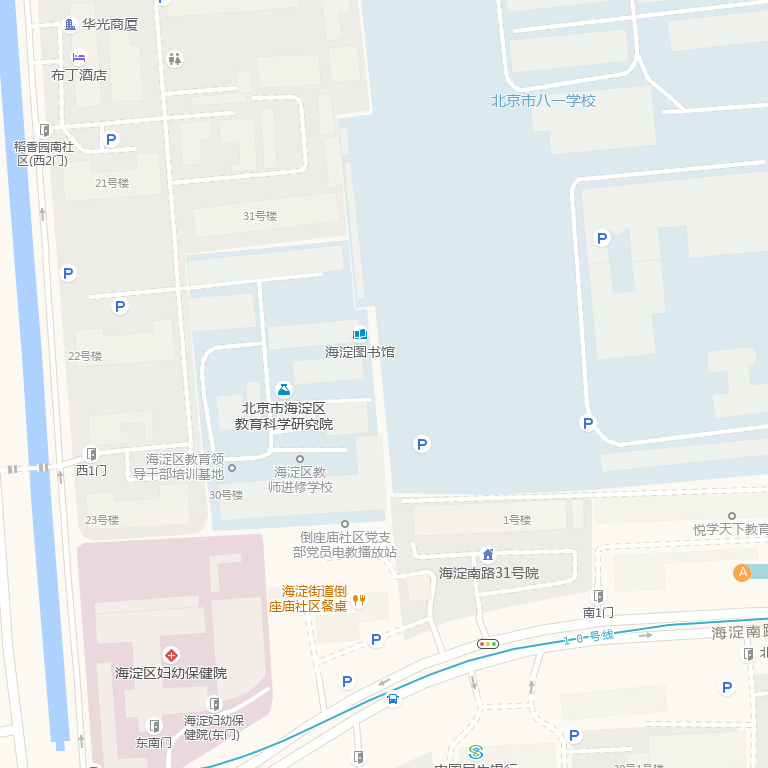 华光商厦
P
布丁酒店
北京市八一学校
P
稻香园南社
区(西2门)
21号楼
31号楼
P
P
P
海淀图书馆
22号楼
北京市海淀区
教育科学研究院
P
P
西1门
海淀区教育领
导干部培训基地
海淀区教
师进修学校
30号楼
23号楼
1号楼
倒座庙社区党支
部党员电教播放站
悦学天下教育
海淀南路31号院
A
海淀街道倒
座庙社区餐桌
南1门
P
10号线
海淀南路
北
海淀区妇幼保健院
P
P
海淀妇幼保
健院(东门)
东南门
P
中国民生银行